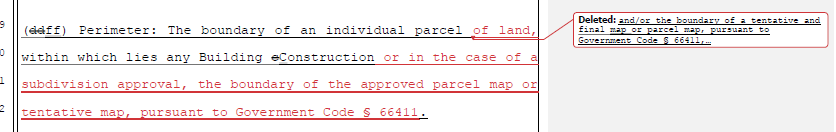 9
(ddff) Perimeter: The boundary of an individual parcel of land,
0
within which lies any Building cConstruction or in the case of a
1
subdivision approval, the boundary of the approved parcel map or
2
tentative map, pursuant to Government Code § 66411.
Deleted: and/or the boundary of a tentative and
final map or parcel map, pursuant to
Government Code § 66411,…